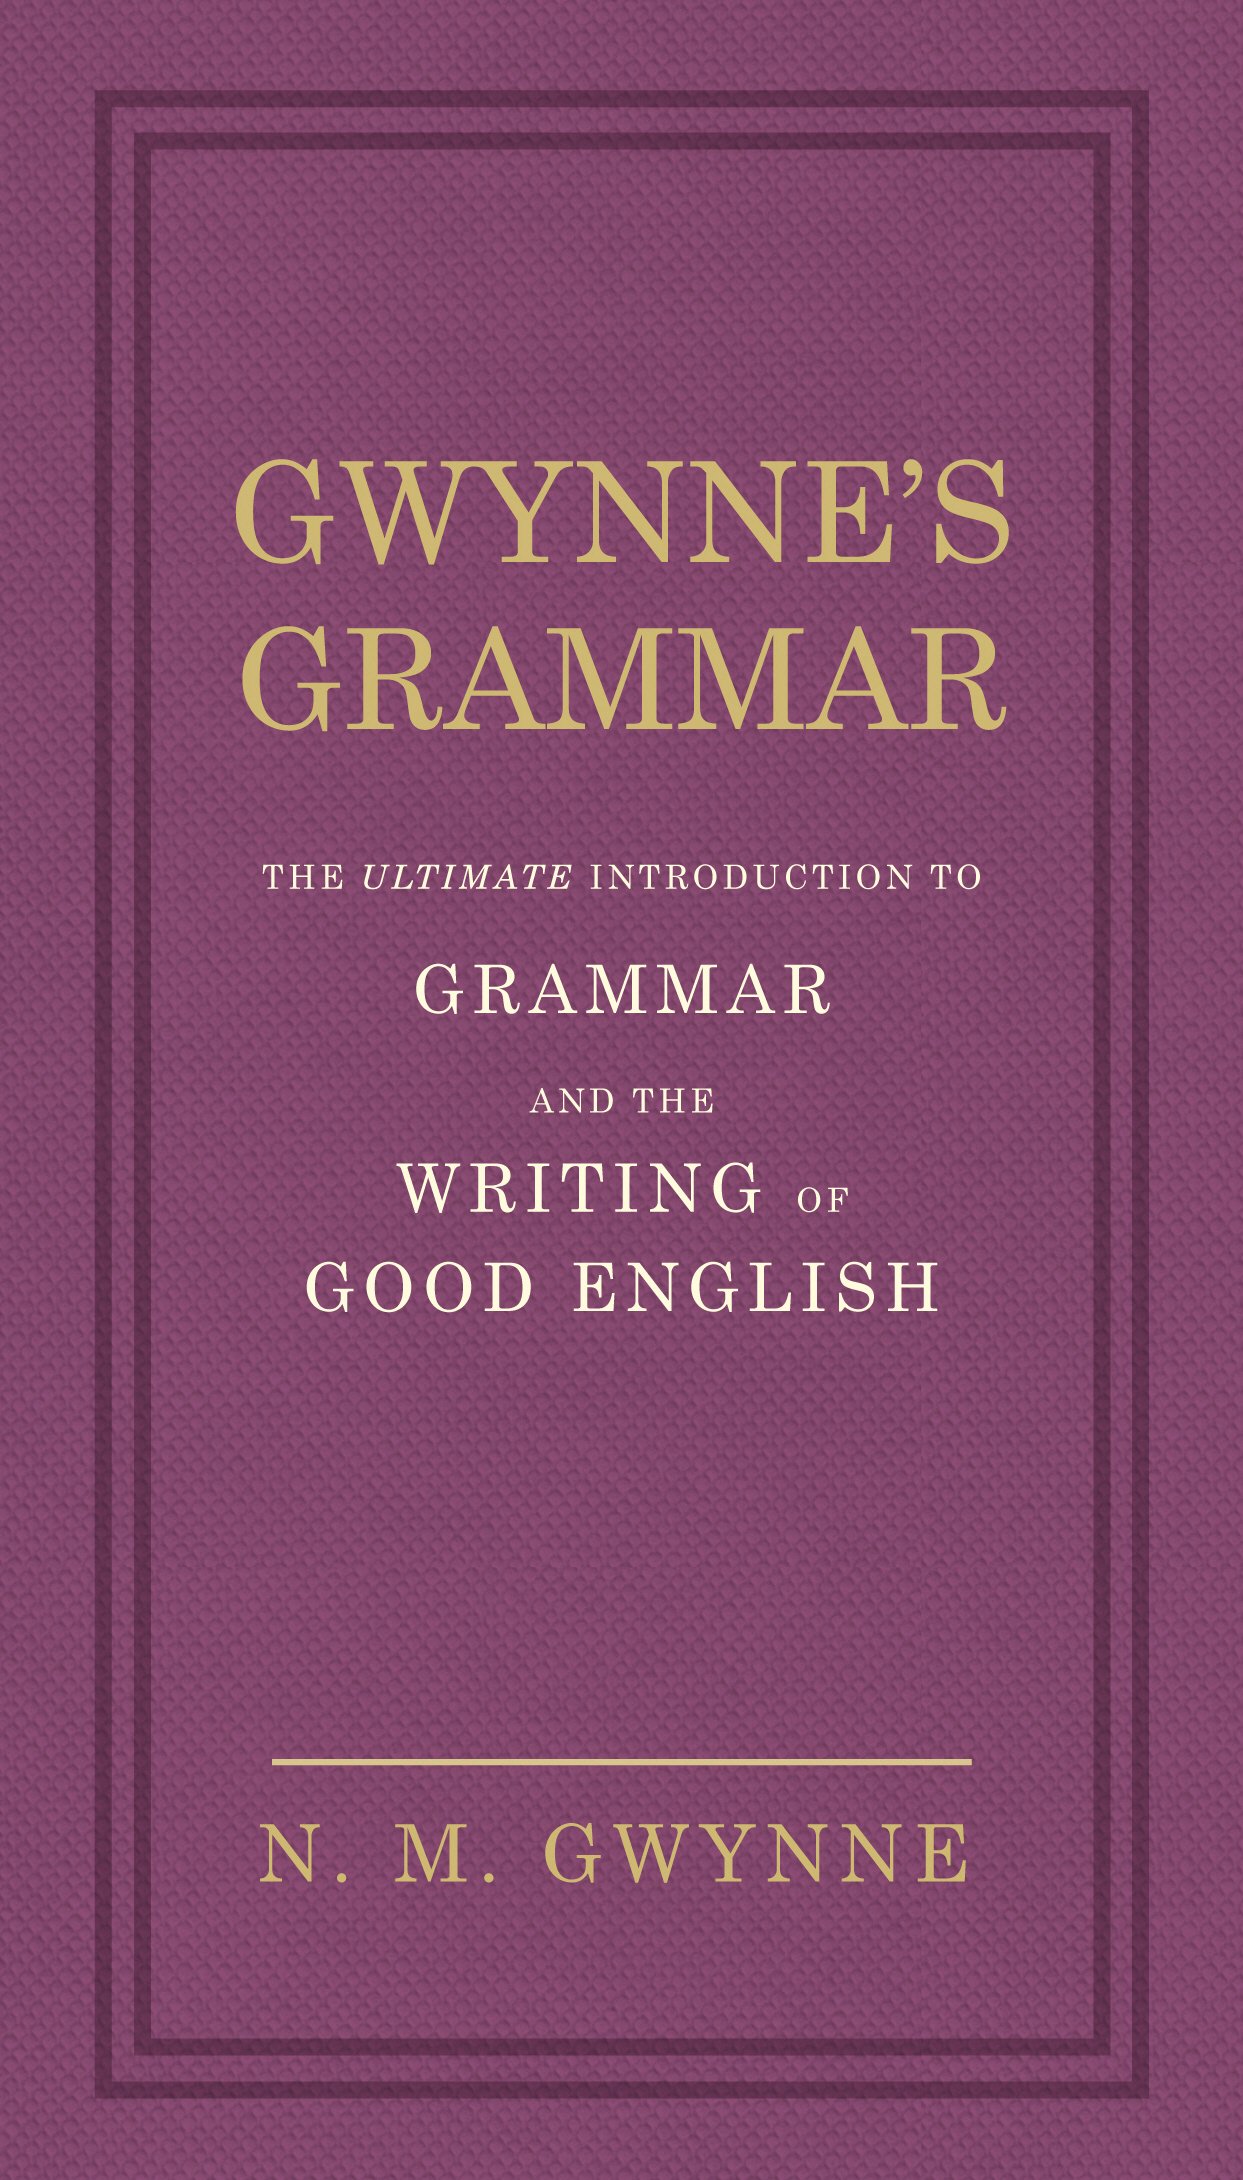 GWYNNE’S
GRAMMAR
THE ULTIMATE INTRODUCTION TO
GRAMMAR
AND THE
WRITING OF
GOOD ENGLISH
N. M. GWYNNE